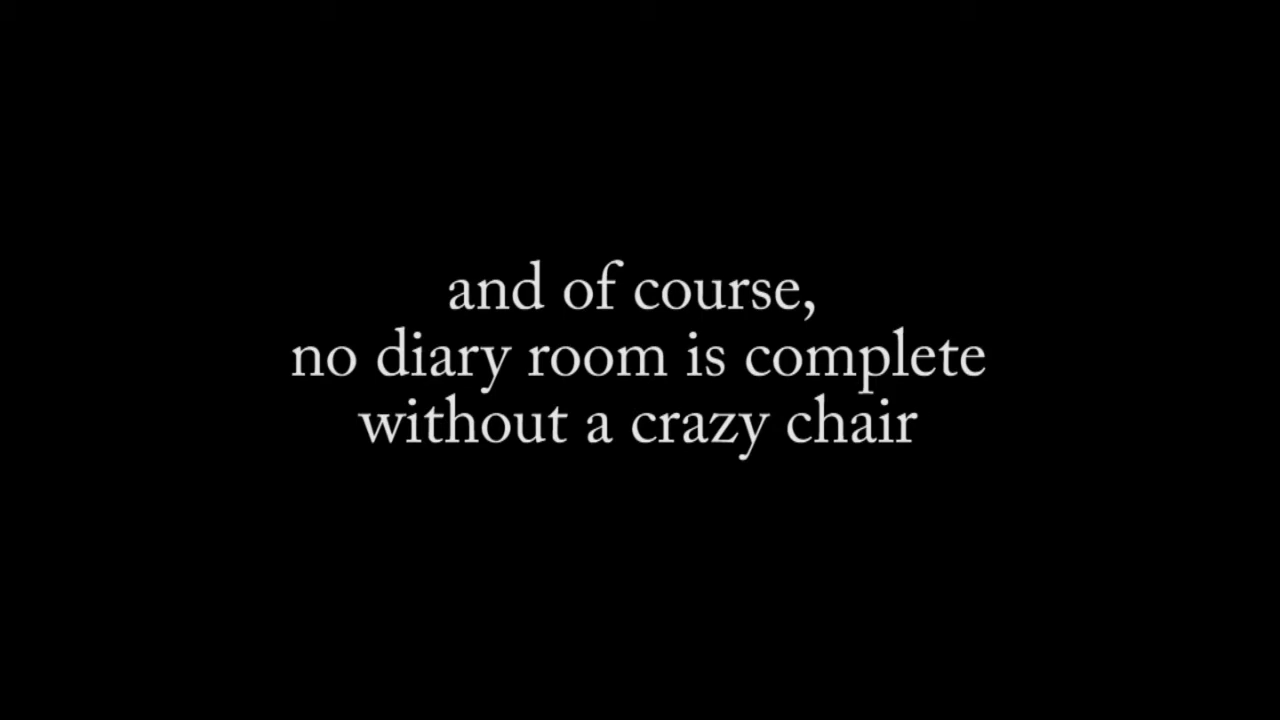 and of course,
no diary room is complete
without a crazy chair